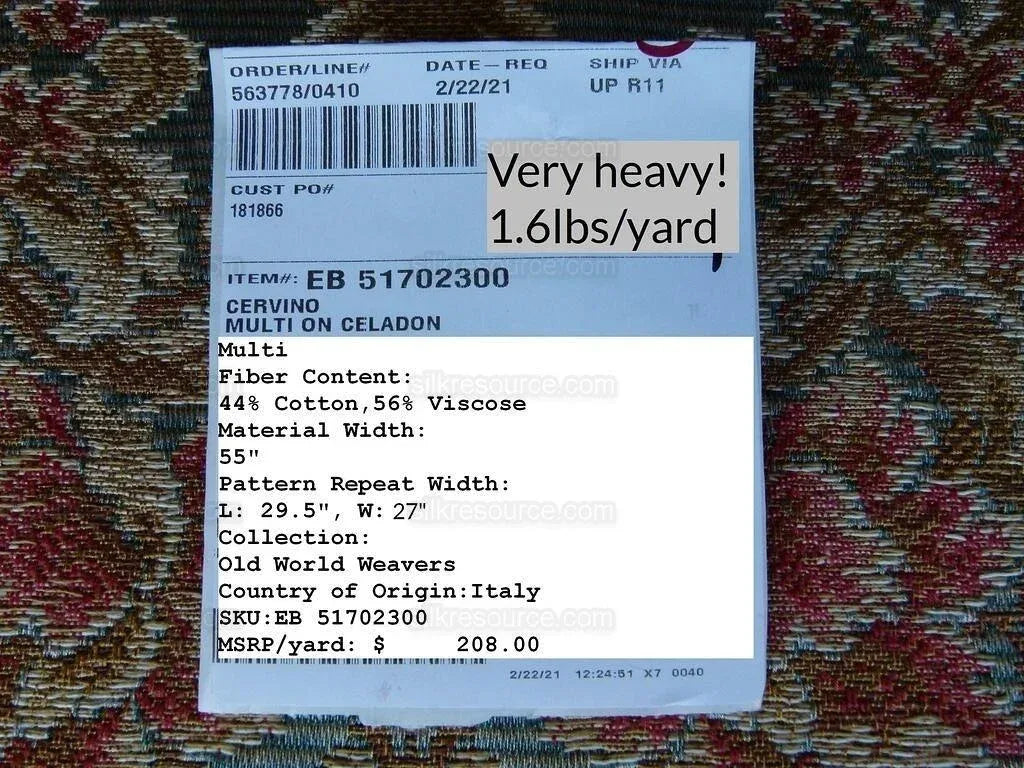 ORDER/LINE# DATE-REQ SHIP VIA
563778/0410 2/22/21 UP R11
Very heavy!
1.6lbs/yard
CUST PO#
181866
ITEM#: EB 51702300
CERVINO
MULTI ON CELADON
Multi
Fiber Content:
44% Cotton,56% Viscose
Material Width:
55"
Pattern Repeat Width:
L: 29.5", W: 27"
Collection:
Old World Weavers
Country of Origin:Italy
SKU:EB 51702300
MSRP/yard: $ 208.00
2/22/21 12:24:51 X7 0040
silkresource.com